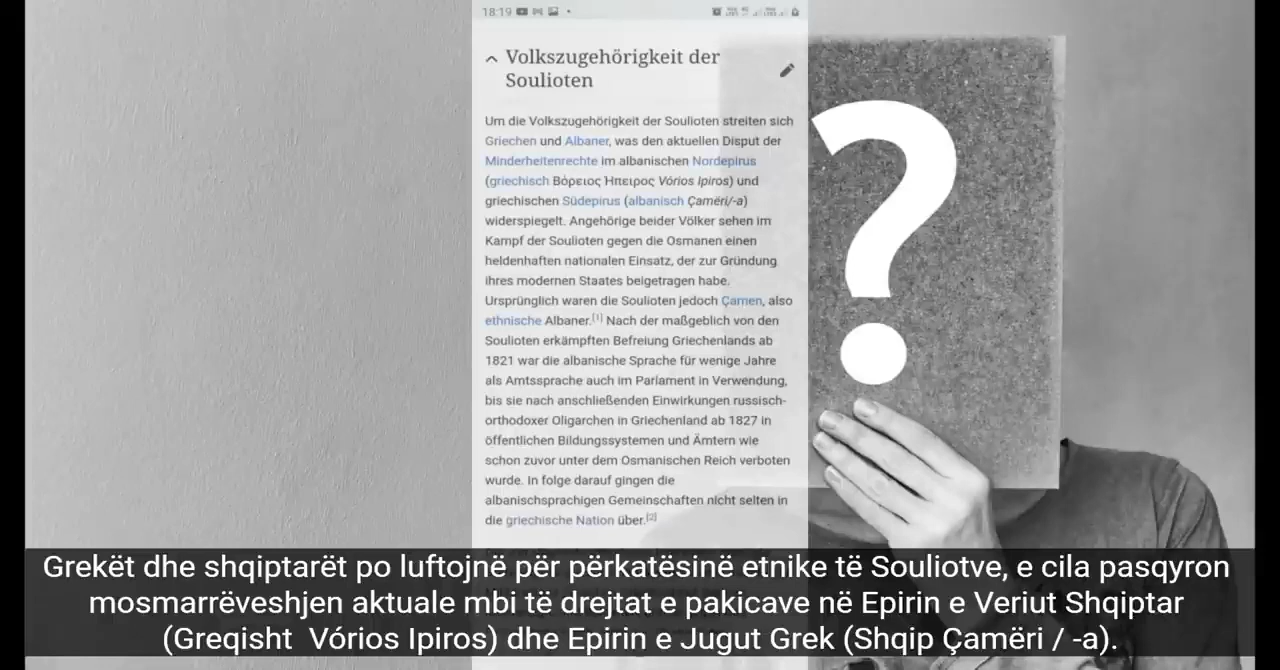 18:19
Volkszugehörigkeit der
Soulioten
Um die Volkszugehörigkeit der Soulioten streiten sich
Griechen und Albaner, was den aktuellen Disput der
Minderheitenrechte im albanischen Nordepirus
(griechisch Βόρειος Ήπειρος Vórios Ipiros) und
griechischen Südepirus (albanisch Çamëri/-a)
widerspiegelt. Angehörige beider Völker sehen im
Kampf der Soulioten gegen die Osmanen einen
heldenhaften nationalen Einsatz, der zur Gründung
ihres modernen Staates beigetragen habe.
Ursprünglich waren die Soulioten jedoch Çamen, also
ethnische Albaner.[1] Nach der maßgeblich von den
Soulioten erkämpften Befreiung Griechenlands ab
1821 war die albanische Sprache für wenige Jahre
als Amtssprache auch im Parlament in Verwendung,
bis sie nach anschließenden Einwirkungen russisch-
orthodoxer Oligarchen in Griechenland ab 1827 in
öffentlichen Bildungssystemen und Ämtern wie
schon zuvor unter dem Osmanischen Reich verboten
wurde. In folge darauf gingen die
albanischsprachigen Gemeinschaften nicht selten in
die griechische Nation über.[2]
?
Grekët dhe shqiptarët po luftojnë për përkatësinë etnike të Souliotve, e cila pasqyron
mosmarrëveshjen aktuale mbi të drejtat e pakicave në Epirin e Veriut Shqiptar
(Greqisht  Vórios Ipiros) dhe Epirin e Jugut Grek (Shqip Çamëri / -a).